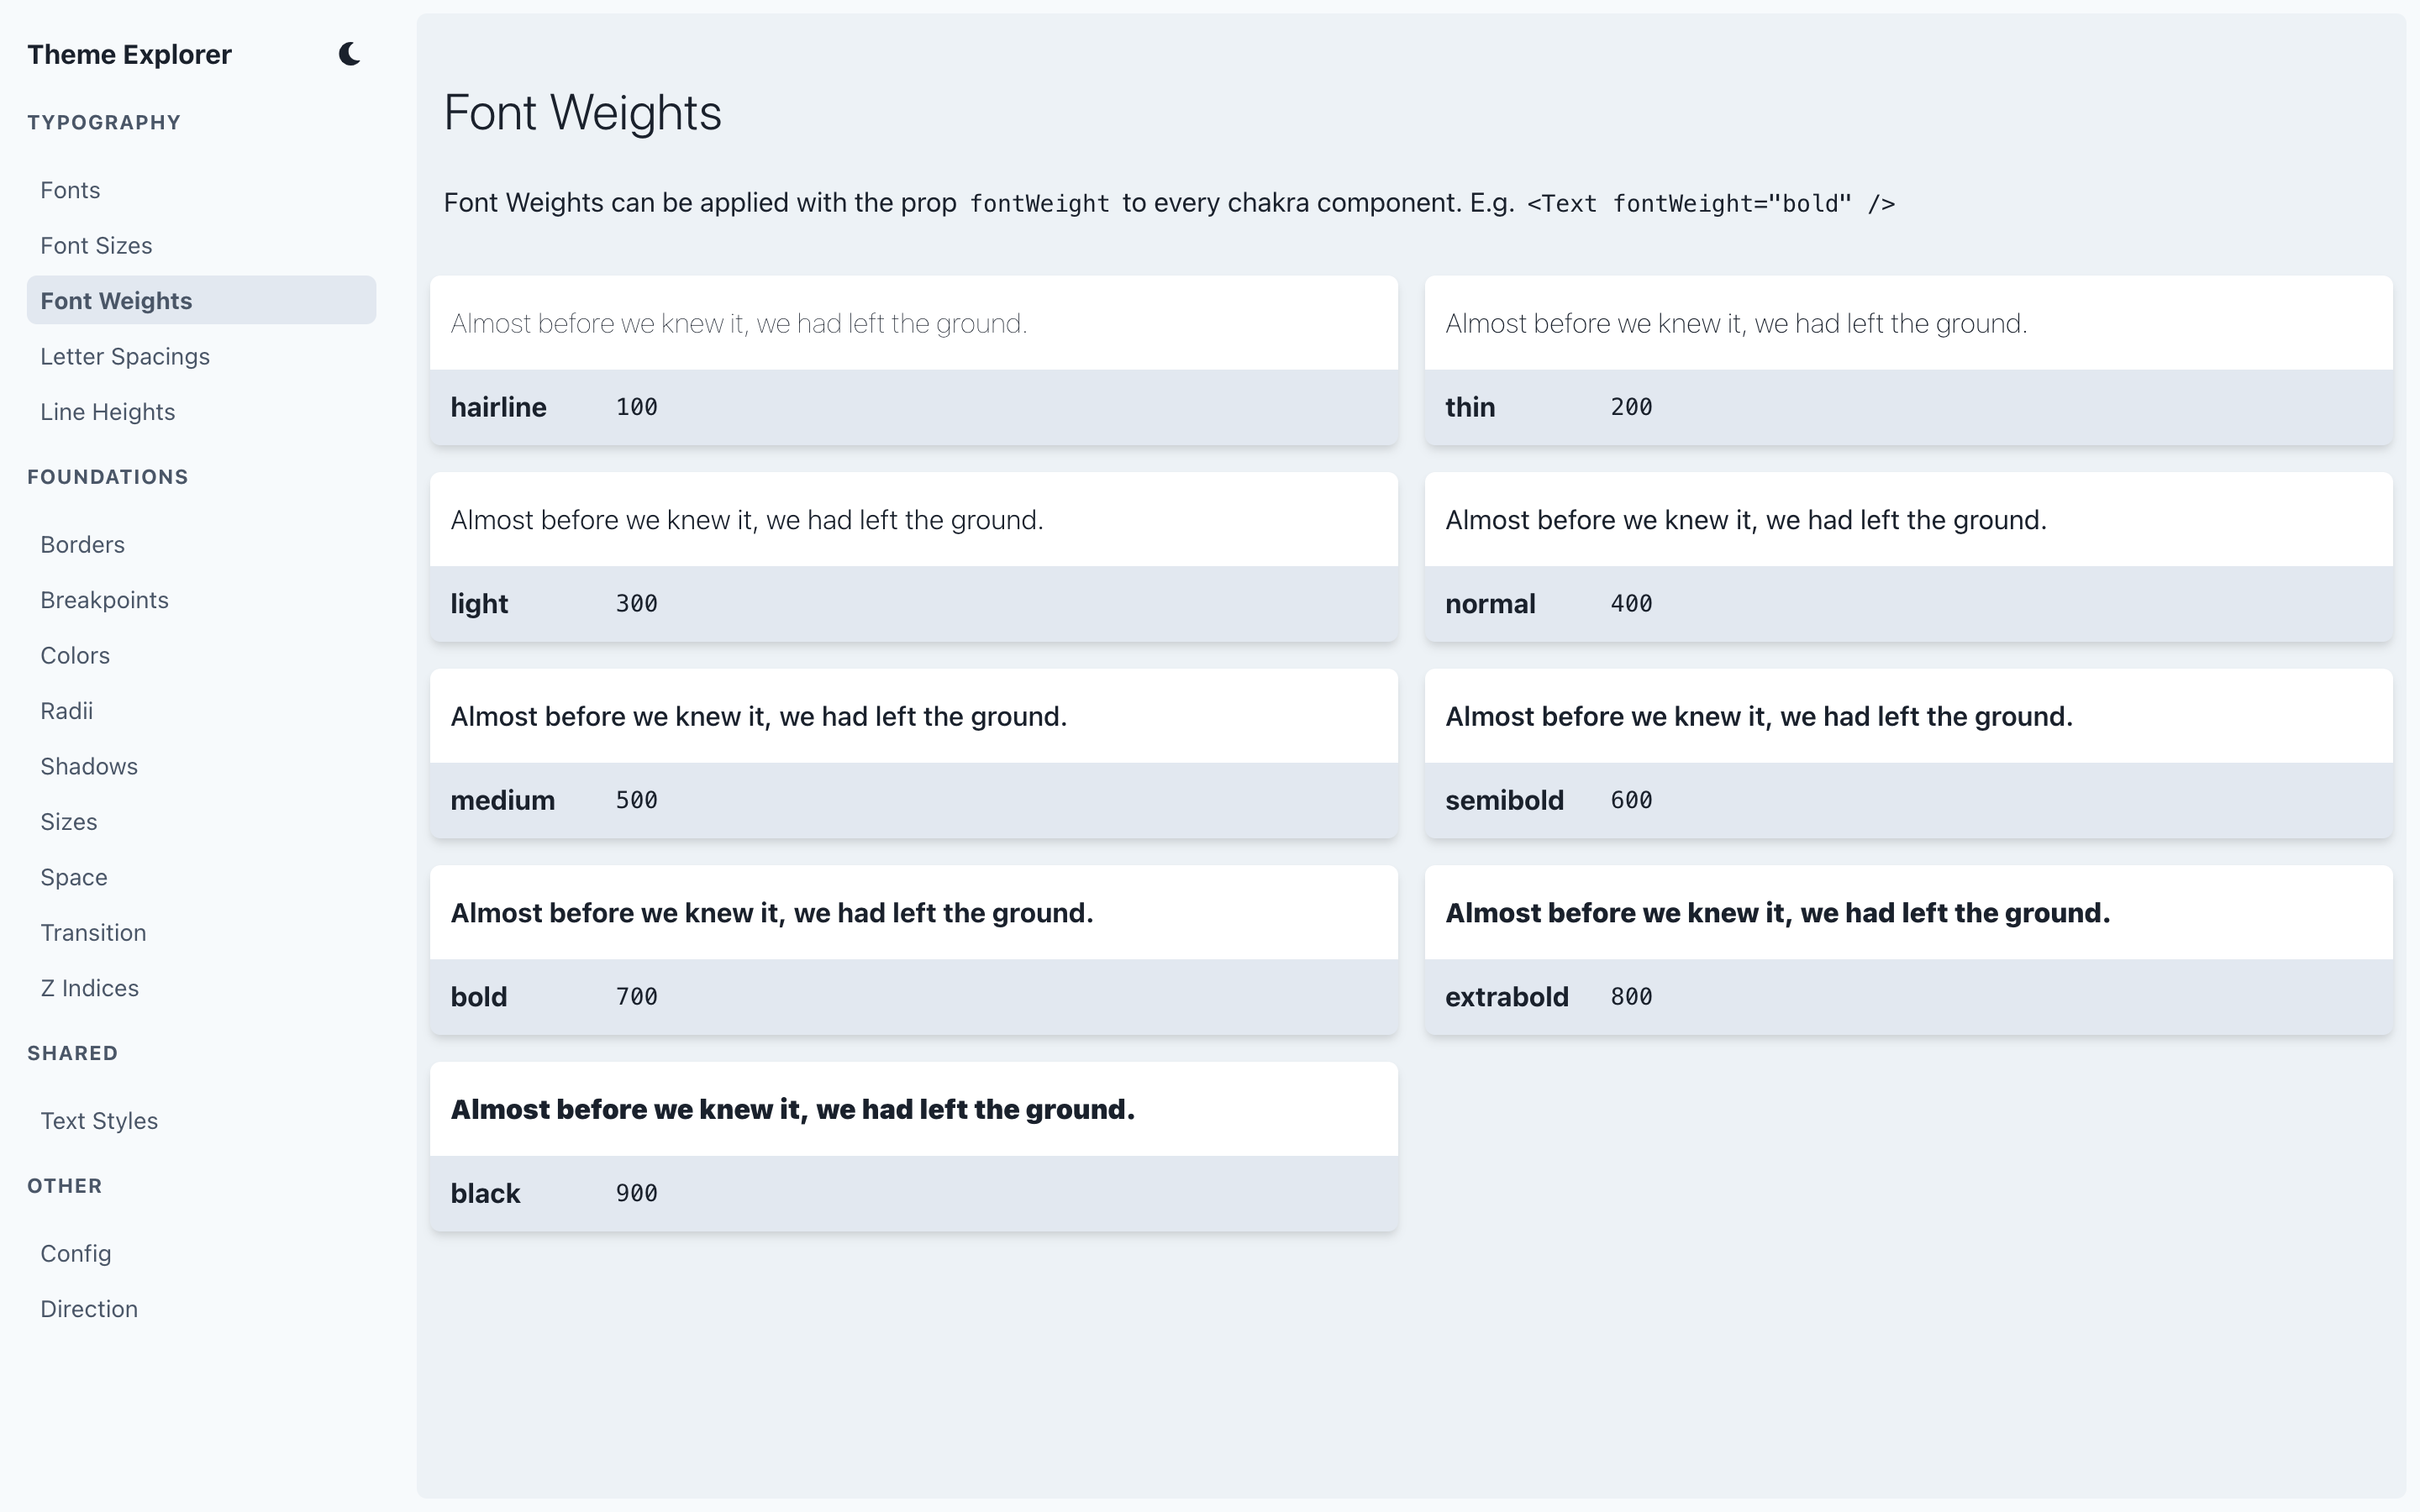 Theme Explorer
TYPOGRAPHY
Fonts
Font Sizes
Font Weights
Letter Spacings
Line Heights
FOUNDATIONS
Borders
Breakpoints
Colors
Radii
Shadows
Sizes
Space
Transition
Z Indices
SHARED
Text Styles
OTHER
Config
Direction
Font Weights
Font Weights can be applied with the prop fontWeight to every chakra component. E.g. <Text fontWeight="bold" />
Almost before we knew it, we had left the ground.
hairline 100
Almost before we knew it, we had left the ground.
thin 200
Almost before we knew it, we had left the ground.
light 300
Almost before we knew it, we had left the ground.
normal 400
Almost before we knew it, we had left the ground.
medium 500
Almost before we knew it, we had left the ground.
semibold 600
Almost before we knew it, we had left the ground.
bold 700
Almost before we knew it, we had left the ground.
extrabold 800
Almost before we knew it, we had left the ground.
black 900